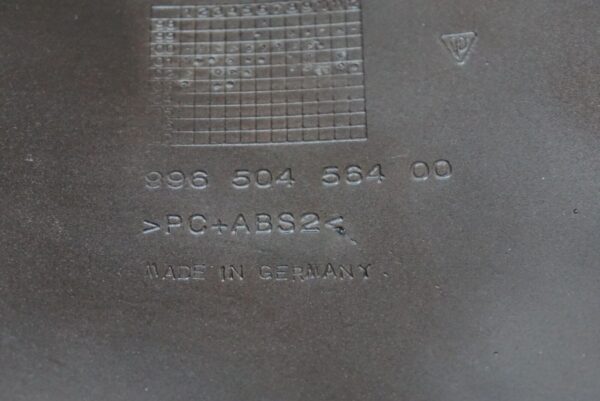 996 504 564 00
>PC+ABS2<
MADE IN GERMANY